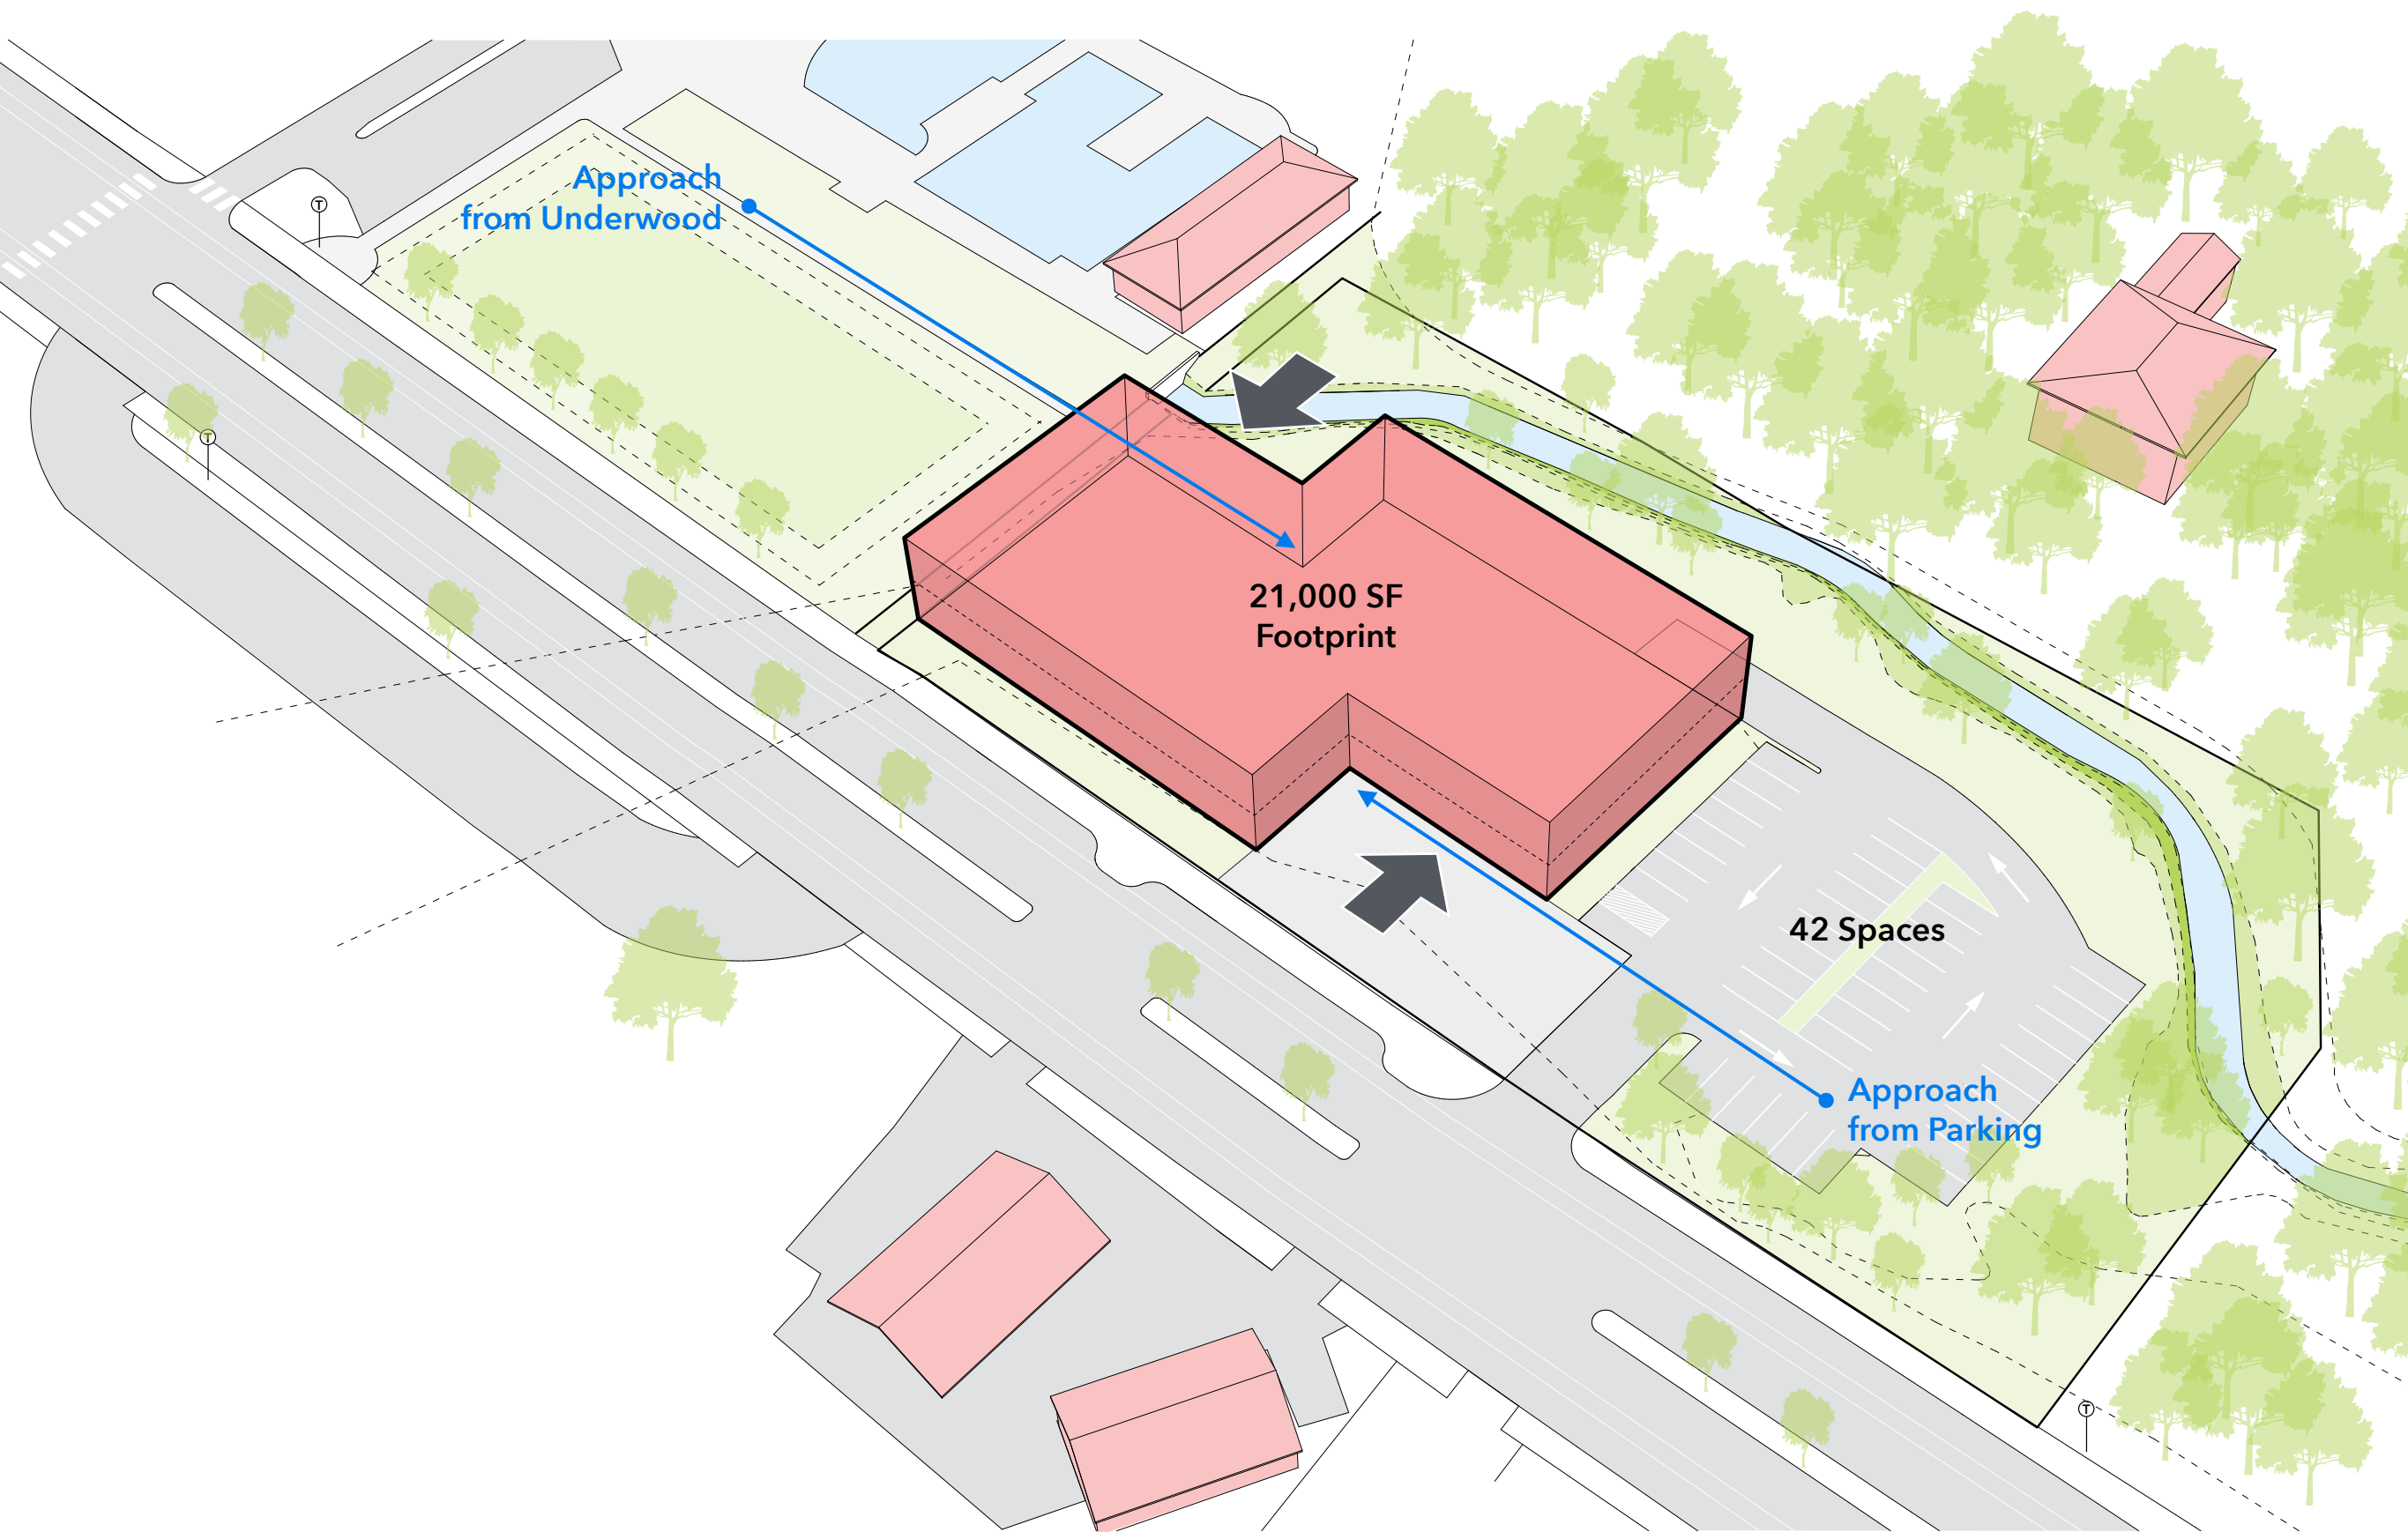 Approach
from Underwood
T
T
21,000 SF
Footprint
42 Spaces
Approach
from Parking
T